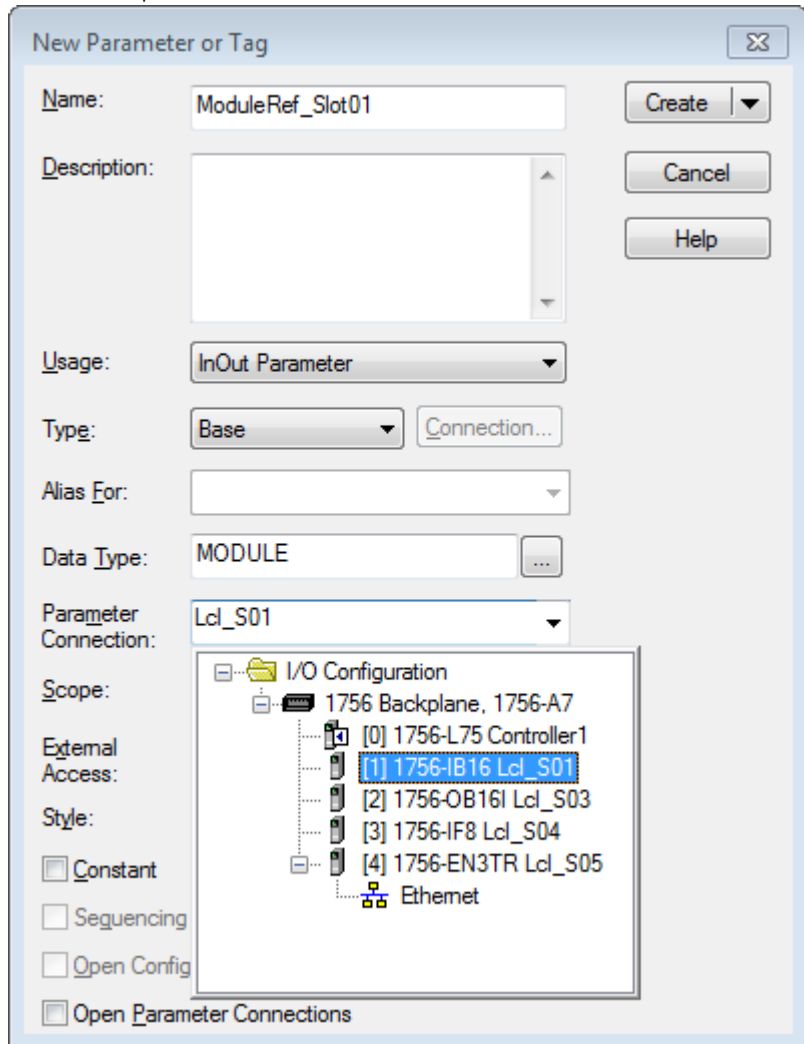 New Parameter or Tag
Name:
ModuleRef_Slot01
Create
Description:
Cancel
Help
Usage:
InOut Parameter
Type:
Base
Connection...
Alias For:
Data Type:
MODULE
...
Parameter
Connection:
Lcl_S01
I/O Configuration
1756 Backplane, 1756-A7
Scope:
[0] 1756-L75 Controller1
External
Access:
[1] 1756-IB16 Lcl_S01
[2] 1756-OB16I Lcl_S03
Style:
[3] 1756-IF8 Lcl_S04
Constant
[4] 1756-EN3TR Lcl_S05
Ethernet
Sequencing
Open Config
Open Parameter Connections